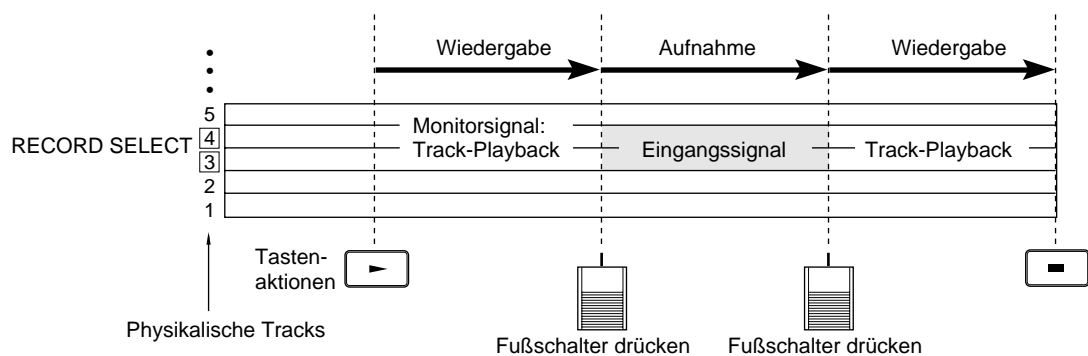 Wiedergabe Aufnahme Wiedergabe
5
Monitorsignal:
RECORD SELECT 4
Track-Playback Eingangssignal Track-Playback
3
2
1
Tasten-
aktionen
Physikalische Tracks
Fußschalter drücken Fußschalter drücken